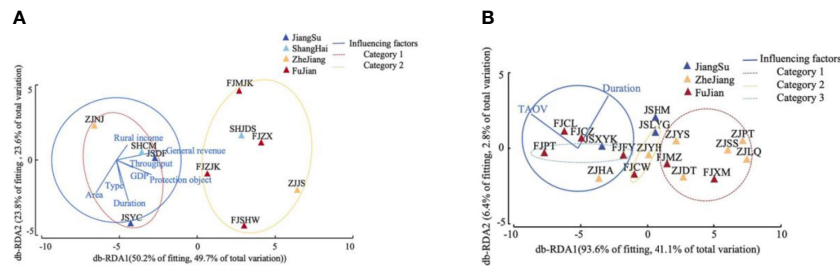 A
JiangSu
ShangHai
ZheJiang
FuJian
Influencing factors
Category 1
Category 2
db-RDA2 (23.8% of fitting, 23.6% of total variation)
5
0
-5
ZJNJ
Rural income
SHCM
JSDF
General revenue
Throughput
GDP
Protection object
Type
Area
Duration
JSYC
FJMJK
SHJDS
FJZX
FJZJK
ZJJS
FJSHW
-10
-5
0
5
10
db-RDA1(50.2% of fitting, 49.7% of total variation))
B
JiangSu
ZheJiang
FuJian
Influencing factors
Category 1
Category 2
Category 3
db-RDA2 (6.4% of fitting, 2.8% of total variation)
5
0
-5
Duration
TAOV
FJCL
FJCZ
JSXYK
FJPT
FJFY
ZJHA
FJCW
JSHM
JSLYG
ZJYS
FJMZ
ZJDT
FJXM
ZJPT
ZJSS
ZJLQ
-10
-5
0
5
10
db-RDA1(93.6% of fitting, 41.1% of total variation)